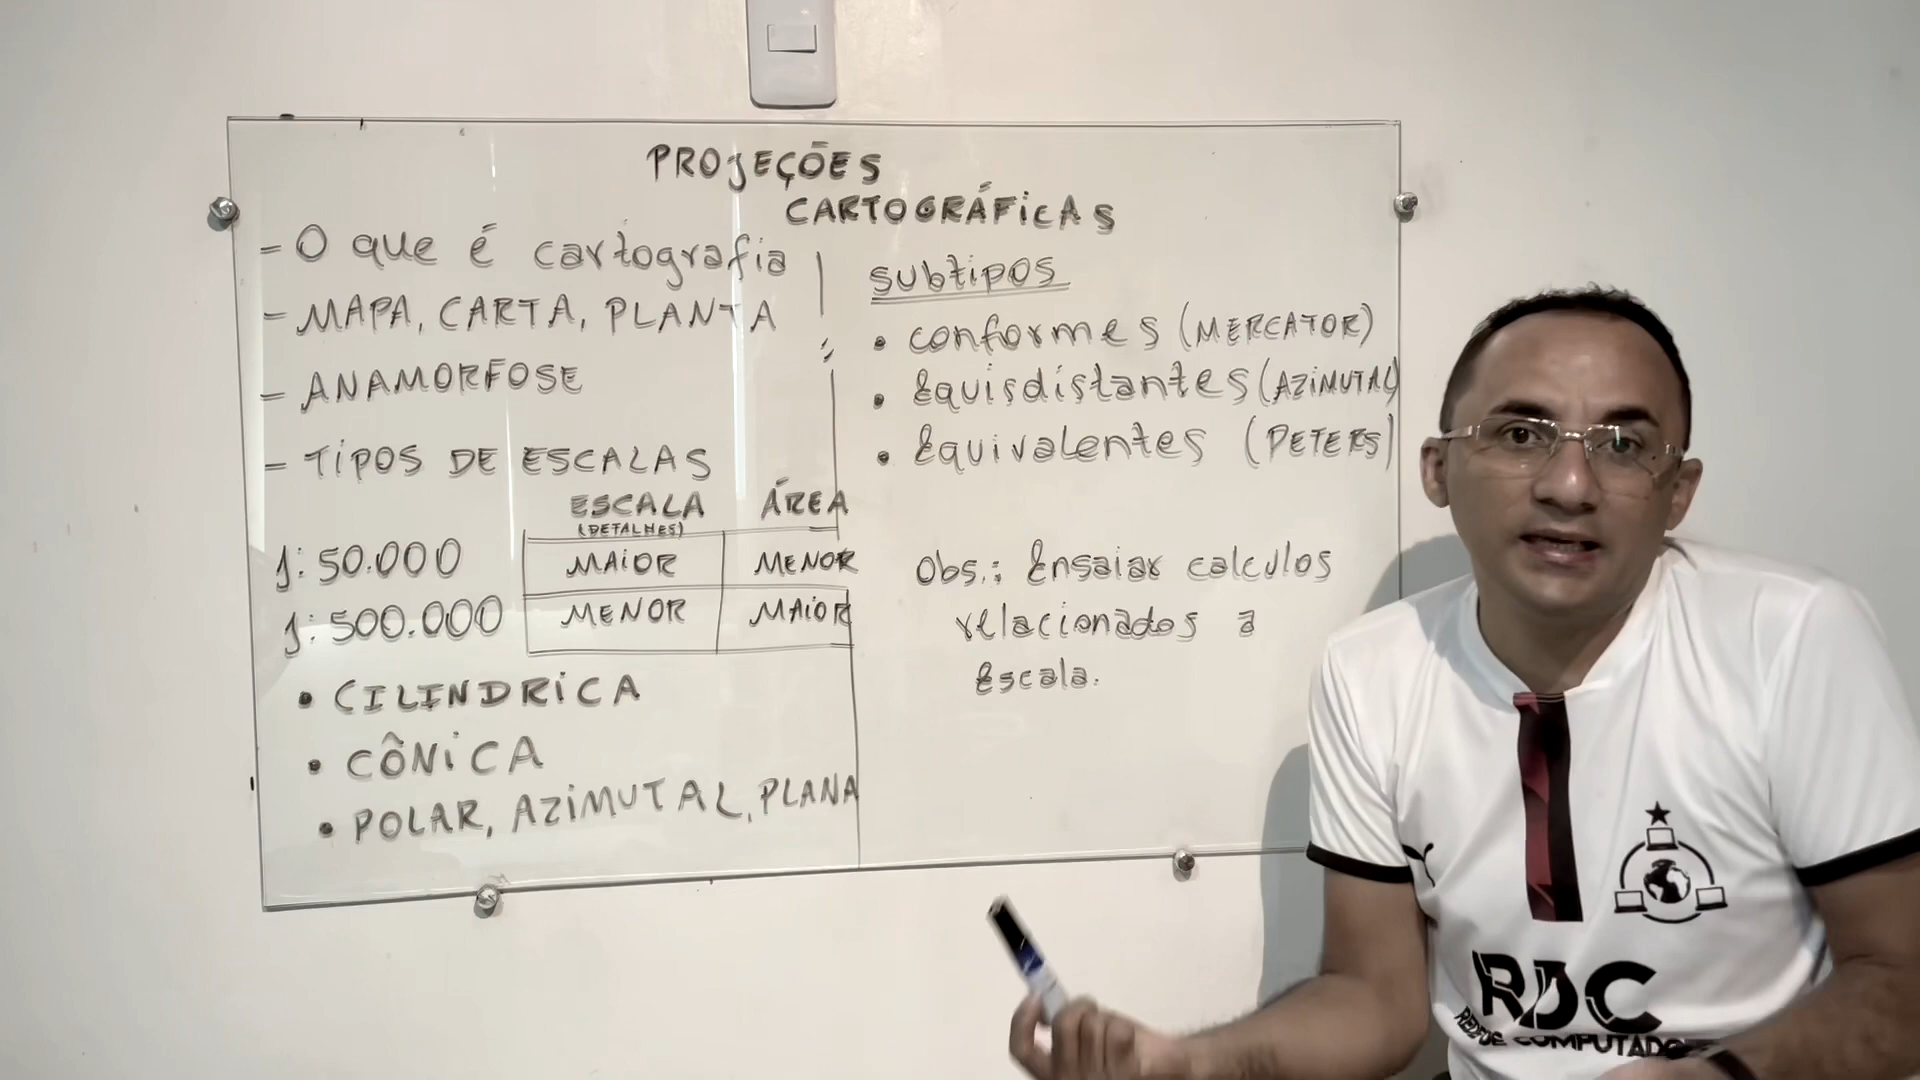 PROJEÇÕES
CARTOGRÁFICAS
- O que é cartografia
- MAPA, CARTA, PLANTA
- ANAMORFOSE
- TIPOS DE ESCALAS
ESCALA ÁREA
(DETALHES)
1:50.000 MAIOR MENOR
1:500.000 MENOR MAIOR
• CILINDRICA
• CÔNICA
• POLAR, AZIMUTAL, PLANA
subtipos
• conformes (MERCATOR)
• Equisdistantes (AZIMUTAL)
• Equivalentes (PETERS)
Obs.: Ensaiar calculos
relacionados a
Escala.
RDC
REDE DE COMPUTADO